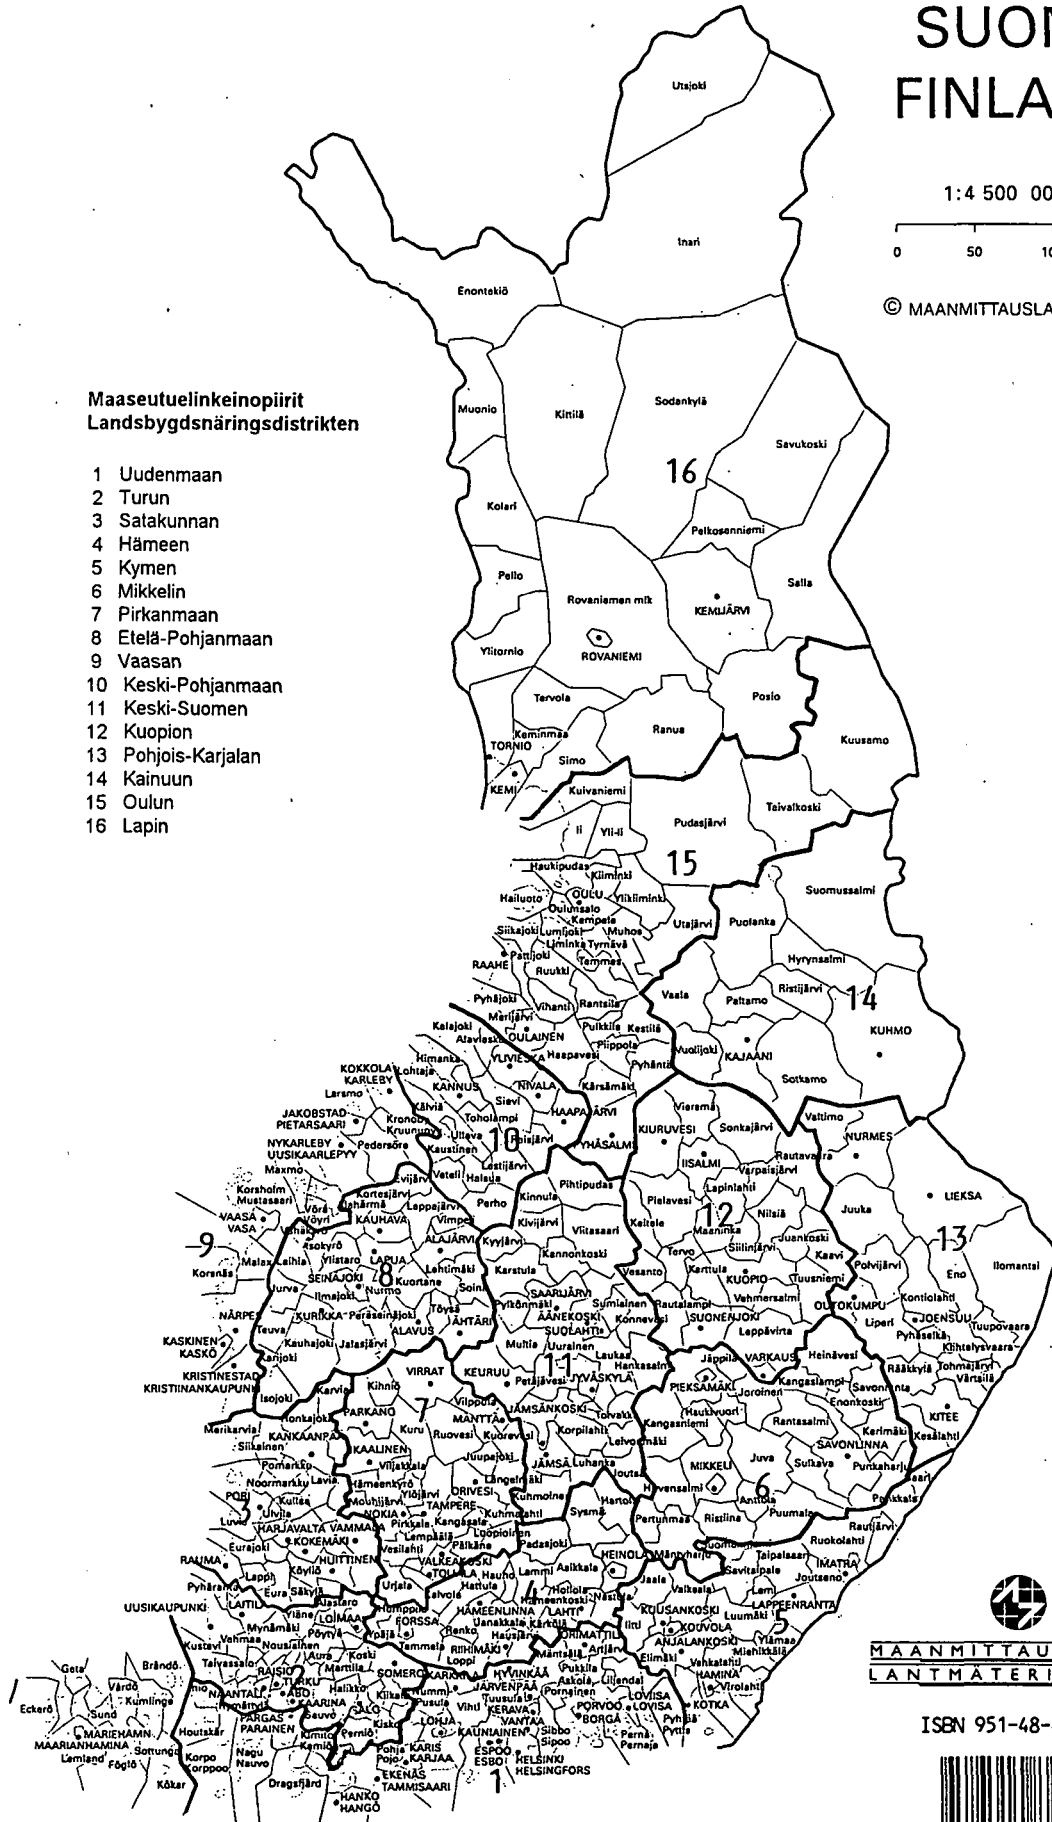 SUOM
FINLA
1:4 500 00
0 50 10
© MAANMITTAUSLA
Maaseutuelinkeinopiirit
Landsbygdsnäringsdistrikten
1 Uudenmaan
2 Turun
3 Satakunnan
4 Hämeen
5 Kymen
6 Mikkelin
7 Pirkanmaan
8 Etelä-Pohjanmaan
9 Vaasan
10 Keski-Pohjanmaan
11 Keski-Suomen
12 Kuopion
13 Pohjois-Karjalan
14 Kainuun
15 Oulun
16 Lapin
Utsjoki
Inari
Enontekiö
Muonio
Kittilä
Sodankylä
Savukoski
16
Kolari
Pelkosenniemi
Pello
Rovaniemen mlk
KEMIJÄRVI
Salla
Ylitornio
ROVANIEMI
Tervola
Ranua
Posio
Keminmaa
TORNIO
Simo
Kuusamo
KEMI
Kuivaniemi
Ii
Yli-Ii
Pudasjärvi
Taivalkoski
15
Haukipudas
Kiiminki
Suomussalmi
Hailuoto
OULU
Ylikiiminki
Oulunsalo
Kempele
Utajärvi
Puolanka
Siikajoki
Lumijoki
Muhos
Liminka
Tyrnävä
Pattijoki
Temmes
Hyrynsalmi
RAAHE
Ruukki
Pyhäjoki
Vihanti
Rantsila
Vaala
Paltamo
Ristijärvi
14
Merijärvi
OULAINEN
Pulkkila
Kestilä
KUHMO
Kalajoki
Alavieska
Piippola
Vuolijoki
KAJAANI
Himanka
YLIVIESKA
Haapavesi
Pyhäntä
Sotkamo
KOKKOLA
KARLEBY
Lohtaja
KANNUS
NIVALA
Kärsämäki
Larsmo
Kälviä
Sievi
Vieremä
Valtimo
JAKOBSTAD
PIETARSAARI
Toholampi
HAAPAJÄRVI
KIURUVESI
Sonkajärvi
NURMES
Kronoby
Kruunupyy
Ullava
10
Reisjärvi
PYHÄSALMI
NYKARLEBY
UUSIKAARLEPYY
Pedersöre
Kaustinen
Lestijärvi
IISALMI
Rautavaara
Maxmo
Evijärvi
Veteli
Halsua
Pihtipudas
Varpaisjärvi
Korsholm
Mustasaari
Kortesjärvi
Lappajärvi
Perho
Kinnula
Pielavesi
Lapinlahti
LIEKSA
VAASA
VASA
Vörå
Vöyri
KAUHAVA
Vimpeli
Kivijärvi
Viitasaari
Keitele
12
Maaninka
Nilsiä
Juuka
9
Isokyrö
ALAJÄRVI
Kyyjärvi
Kannonkoski
Tervo
Siilinjärvi
Juankoski
Kaavi
13
Malax
Laihia
Ylistaro
LAPUA
Lehtimäki
Karstula
Vesanto
Karttula
KUOPIO
Tuusniemi
Polvijärvi
Eno
Ilomantsi
Korsnäs
Jurva
SEINÄJOKI
8
Kuortane
Soini
SAARIJÄRVI
Ilmajoki
Nurmo
Pylkönmäki
Sumiainen
Rautalampi
Vehmersalmi
OUTOKUMPU
Kontiolahti
NÄRPES
KURIKKA
Peräseinäjoki
Töysä
ÄÄNEKOSKI
SUOLAHTI
Konnevesi
SUONENJOKI
Leppävirta
Liperi
JOENSUU
Tuupovaara
Teuva
ALAVUS
ÄHTÄRI
Pyhäselkä
KASKINEN
KASKÖ
Kauhajoki
Jalasjärvi
Multia
Uurainen
Laukaa
Kiihtelysvaara
Karijoki
11
Hankasalmi
Jäppilä
VARKAUS
Heinävesi
Rääkkylä
Tohmajärvi
Värtsilä
KRISTINESTAD
KRISTIINANKAUPUNKI
VIRRAT
KEURUU
Petäjävesi
JYVÄSKYLÄ
PIEKSÄMÄKI
Joroinen
Kangaslampi
Savonranta
Isojoki
Karvia
Kihniö
7
Vilppula
MÄNTTÄ
JÄMSÄNKOSKI
Toivakka
Haukivuori
Enonkoski
KITEE
Merikarvia
Honkajoki
PARKANO
Kuru
Ruovesi
Kuorevesi
Korpilahti
Kangasniemi
Rantasalmi
Kerimäki
Kesälahti
Siikainen
KANKAANPÄÄ
KAALINEN
Leivonmäki
SAVONLINNA
Pomarkku
Viljakkala
Juupajoki
JÄMSÄ
Luhanka
MIKKELI
Juva
Sulkava
Punkaharju
Noormarkku
Lavia
Hämeenkyrö
Längelmäki
Joutsa
Hirvensalmi
6
PORI
3
Kullaa
Ylöjärvi
ORIVESI
Kuhmoinen
Hartola
Anttola
Puumala
Luvia
Ulvila
Mouhijärvi
NOKIA
TAMPERE
Sysmä
Pertunmaa
Ristiina
HARJAVALTA
VAMMALA
Pirkkala
Kangasala
Kuhmalahti
Rautjärvi
Eurajoki
KOKEMÄKI
Lempäälä
Luopioinen
Padasjoki
Ruokolahti
Vesilahti
Pälkäne
HEINOLA
Mäntyharju
Taipalsaari
RAUMA
HUITTINEN
VALKEAKOSKI
Savitaipale
IMATRA
Lappi
Köyliö
TOIJALA
Hauho
Lammi
Asikkala
Joutseno
Pyhäranta
Eura
Säkylä
Urjala
Kalvola
Hattula
4
Hollola
Nastola
Jaala
Valkeala
Lemi
LAPPEENRANTA
UUSIKAUPUNKI
LAITILA
Alastaro
Humppila
HÄMEENLINNA
Hämeenkoski
LAHTI
KUUSANKOSKI
Luumäki
5
Yläne
LOIMAA
FORSSA
Janakkala
Kärkölä
Iitti
KOUVOLA
Mynämäki
Pöytyä
Ypäjä
Renko
Hausjärvi
ORIMATTILA
ANJALANKOSKI
Ylämaa
Kustavi
Vehmaa
Nousiainen
Tammela
RIIHIMÄKI
Artjärvi
Elimäki
Miehikkälä
Taivassalo
Aura
Koski
Loppi
Mäntsälä
Vehkalahti
Geta
Brändö
RAISIO
2
Marttila
SOMERO
KARKKILA
HYVINKÄÄ
Pukkila
HAMINA
Vårdö
NAANTALI
TURKU
ÅBO
Halikko
Nummi
JÄRVENPÄÄ
Askola
Liljendal
Virolahti
Eckerö
Kumlinge
KAARINA
Kiikala
Pusula
Tuusula
Pornainen
LOVIISA
LOVISA
KOTKA
Sund
PARGAS
PARAINEN
Sauvo
SALO
Vihti
KERAVA
PORVOO
BORGÅ
Pyhtää
Pyttis
MARIEHAMN
MAARIANHAMINA
Houtskär
Kisko
LOHJA
VANTAA
Sibbo
Sipoo
Pernå
Pernaja
Lemland
Sottunga
Korpo
Korppoo
Kimito
Kemiö
Perniö
KAUNIAINEN
Föglö
Nagu
Nauvo
Pohja
Pojo
KARIS
KARJAA
ESPOO
ESBO
HELSINKI
HELSINGFORS
Kökar
Dragsfjärd
EKENÄS
TAMMISAARI
1
HANKO
HANGÖ
MAANMITTAU
LANTMÄTERI
ISBN 951-48-